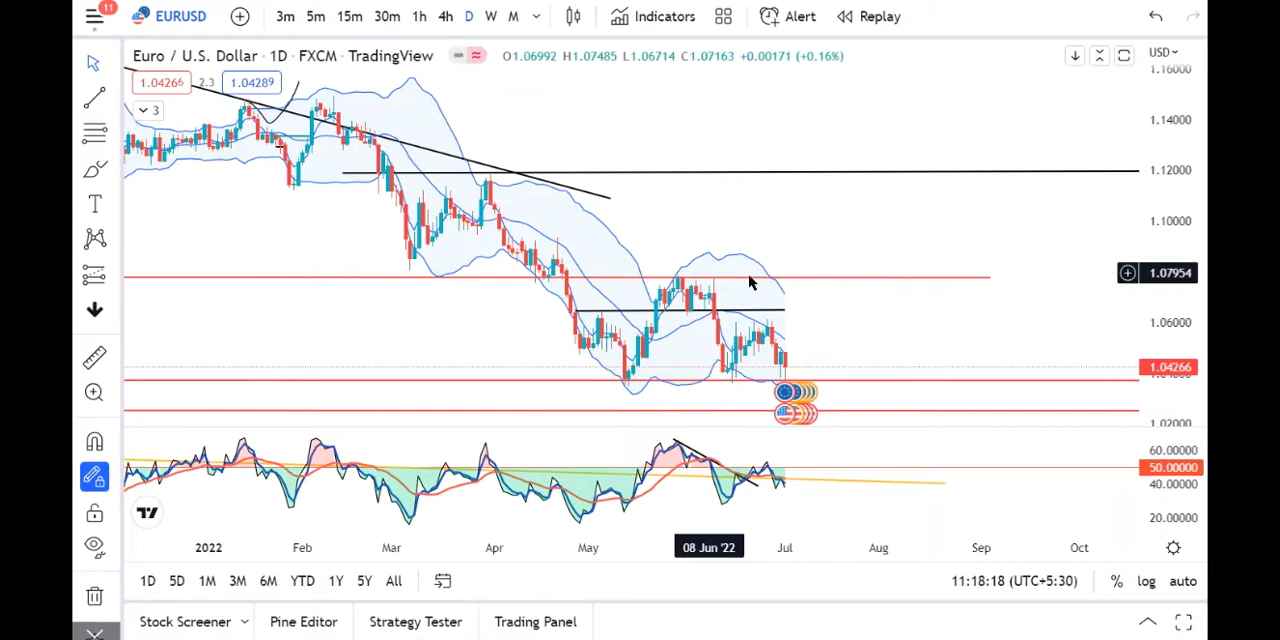 11
EURUSD
3m 5m 15m 30m 1h 4h D W M
Indicators
Alert
Replay
Euro / U.S. Dollar · 1D · FXCM · TradingView
O1.06992 H1.07485 L1.06714 C1.07163 +0.00171 (+0.16%)
USD
1.04266 2.3 1.04289
3
1.16000
1.14000
1.12000
1.10000
1.07954
1.06000
1.04266
1.02000
60.00000
50.00000
40.00000
20.00000
2022 Feb Mar Apr May 08 Jun '22 Jul Aug Sep Oct
1D 5D 1M 3M 6M YTD 1Y 5Y All
11:18:18 (UTC+5:30) % log auto
Stock Screener Pine Editor Strategy Tester Trading Panel